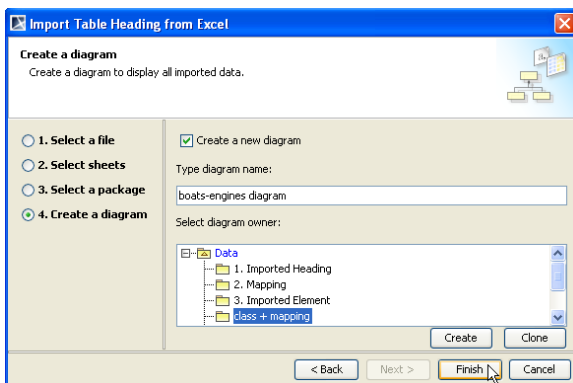 Import Table Heading from Excel
Create a diagram
Create a diagram to display all imported data.
1. Select a file
2. Select sheets
3. Select a package
4. Create a diagram
Create a new diagram
Type diagram name:
boats-engines diagram
Select diagram owner:
Data
1. Imported Heading
2. Mapping
3. Imported Element
class + mapping
Create Clone
< Back Next > Finish Cancel